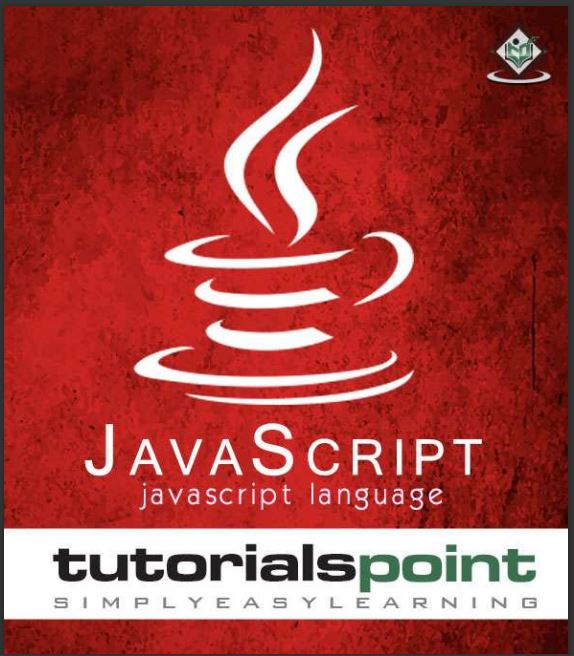 JAVASCRIPT
javascript language
tutorialspoint
SIMPLYEASYLEARNING